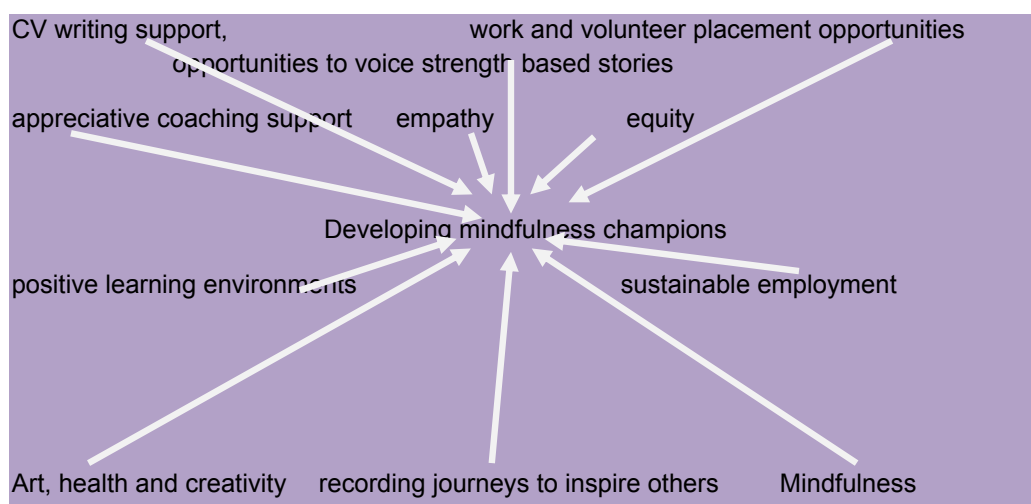 CV writing support, work and volunteer placement opportunities
opportunities to voice strength based stories
appreciative coaching support empathy equity
Developing mindfulness champions
positive learning environments sustainable employment
Art, health and creativity recording journeys to inspire others Mindfulness